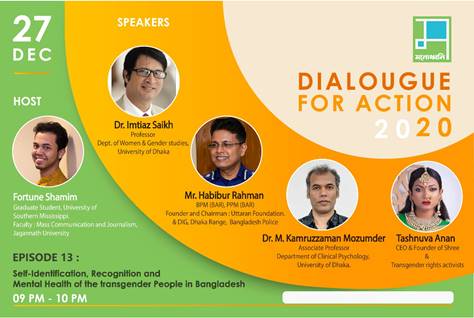 27
DEC
SPEAKERS
মনোধ্বনি
DIALOUGUE
FOR ACTION
2020
HOST
Dr. Imtiaz Saikh
Professor
Dept. of Women & Gender studies,
University of Dhaka
Fortune Shamim
Graduate Student, University of
Southern Mississippi.
Faculty : Mass Communication and Journalism,
Jagannath University
Mr. Habibur Rahman
BPM (BAR), PPM (BAR)
Founder and Chairman : Uttaran Foundation.
& DIG, Dhaka Range, Bangladesh Police
Dr. M. Kamruzzaman Mozumder
Associate Professor
Department of Clinical Psychology,
University of Dhaka.
Tashnuva Anan
CEO & Founder of Shree
&
Transgender rights activists
EPISODE 13 :
Self-Identification, Recognition and
Mental Health of the transgender People in Bangladesh
09 PM - 10 PM